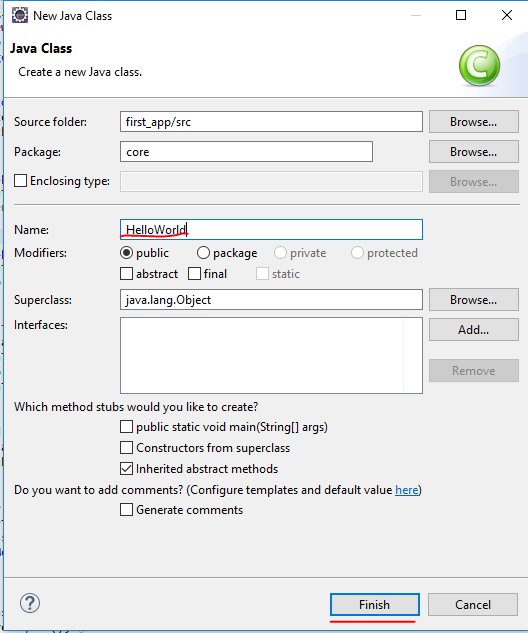 New Java Class
Java Class
Create a new Java class.
C
Source folder: first_app/src Browse...
Package: core Browse...
Enclosing type: Browse...
Name: HelloWorld
Modifiers: public package private protected
abstract final static
Superclass: java.lang.Object Browse...
Interfaces: Add...
Remove
Which method stubs would you like to create?
public static void main(String[] args)
Constructors from superclass
Inherited abstract methods
Do you want to add comments? (Configure templates and default value here)
Generate comments
? Finish Cancel